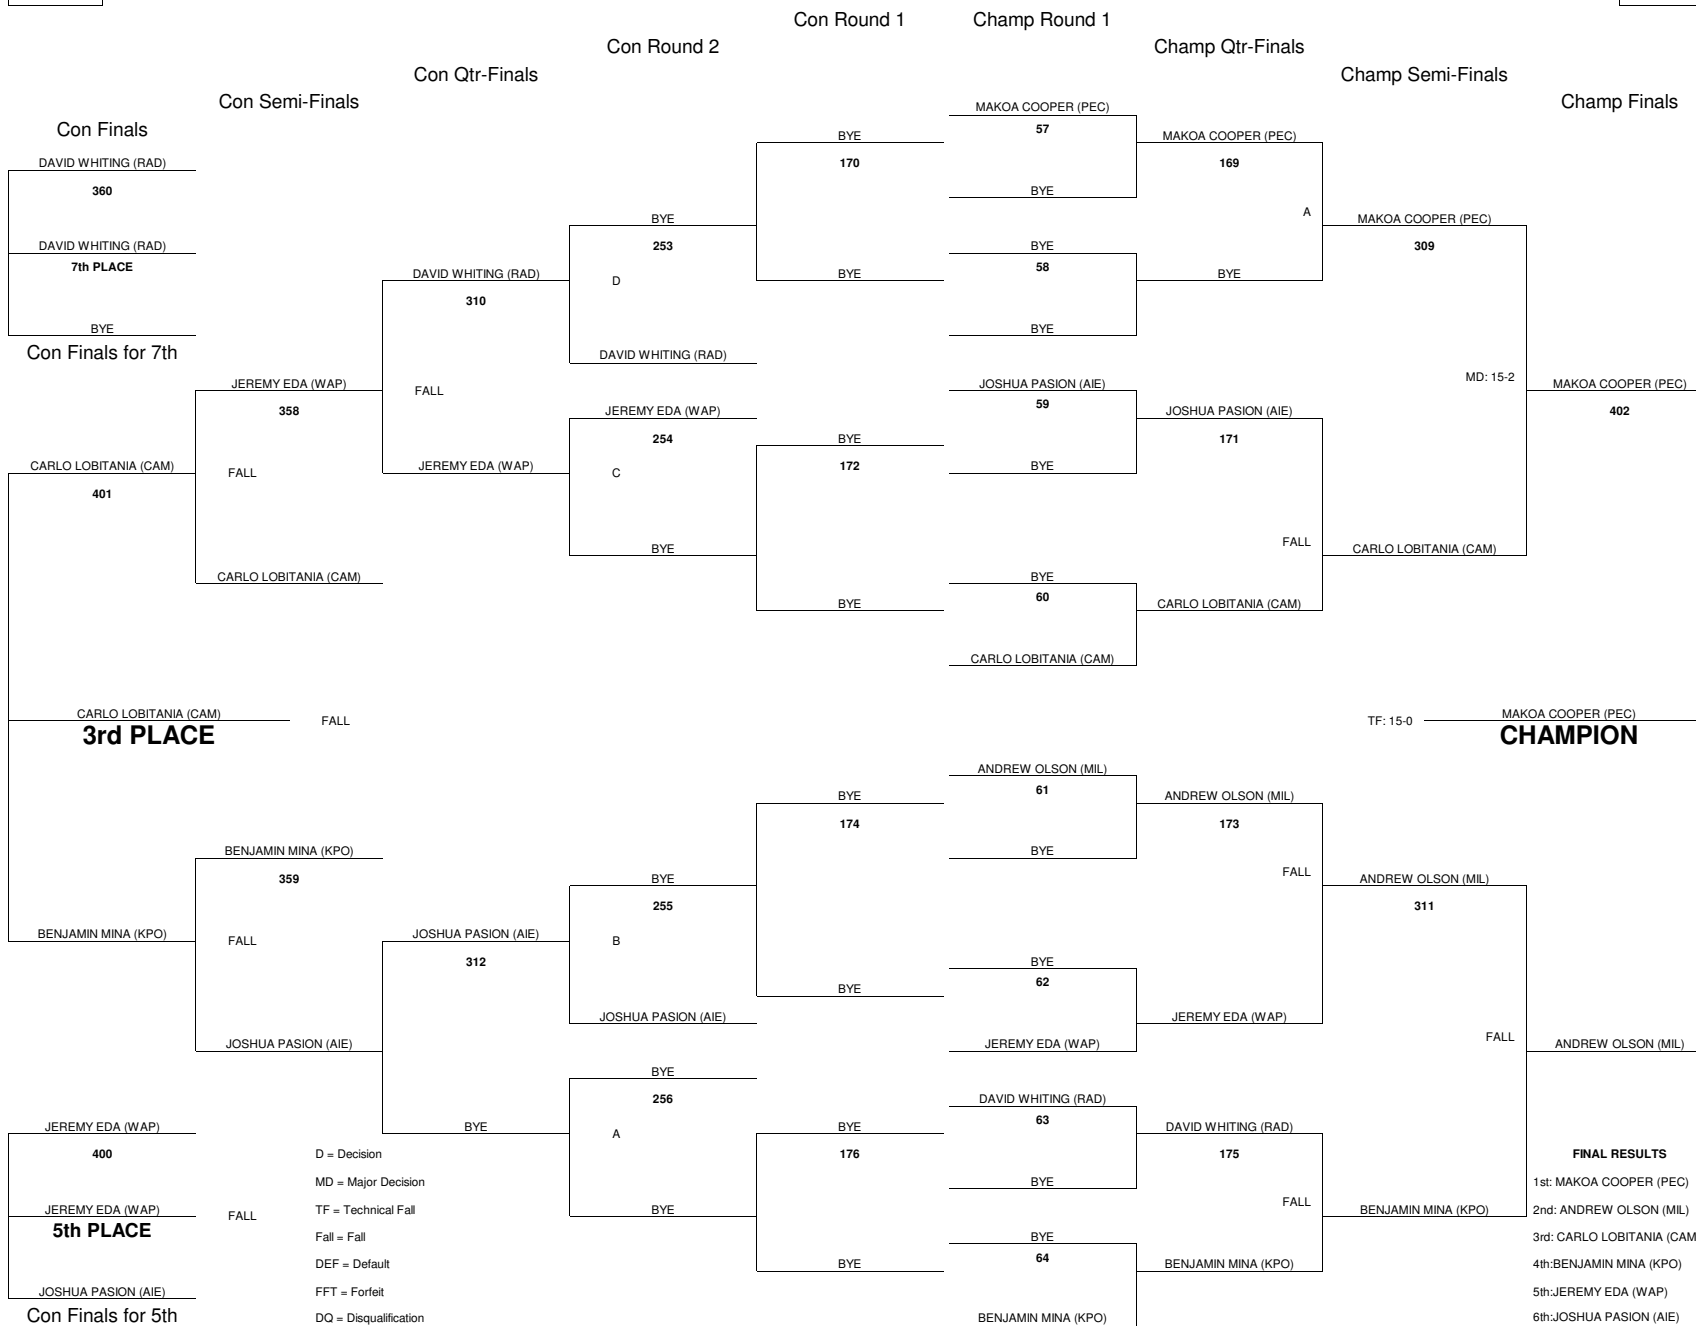 Con Round 1
Champ Round 1
Con Round 2
Champ Qtr-Finals
Con Qtr-Finals
Champ Semi-Finals
Con Semi-Finals
Champ Finals
Con Finals
DAVID WHITING (RAD)
360
DAVID WHITING (RAD)
7th PLACE
BYE
Con Finals for 7th
CARLO LOBITANIA (CAM)
401
CARLO LOBITANIA (CAM)
3rd PLACE
FALL
BENJAMIN MINA (KPO)
JEREMY EDA (WAP)
400
JEREMY EDA (WAP)
5th PLACE
FALL
JOSHUA PASION (AIE)
Con Finals for 5th
JEREMY EDA (WAP)
358
FALL
CARLO LOBITANIA (CAM)
BENJAMIN MINA (KPO)
359
FALL
JOSHUA PASION (AIE)
D = Decision
MD = Major Decision
TF = Technical Fall
Fall = Fall
DEF = Default
FFT = Forfeit
DQ = Disqualification
DAVID WHITING (RAD)
310
FALL
JEREMY EDA (WAP)
JOSHUA PASION (AIE)
312
BYE
BYE
253
D
DAVID WHITING (RAD)
JEREMY EDA (WAP)
254
C
BYE
BYE
255
B
JOSHUA PASION (AIE)
BYE
256
A
BYE
BYE
170
BYE
BYE
172
BYE
BYE
174
BYE
BYE
176
BYE
MAKOA COOPER (PEC)
57
BYE
BYE
58
BYE
JOSHUA PASION (AIE)
59
BYE
BYE
60
CARLO LOBITANIA (CAM)
ANDREW OLSON (MIL)
61
BYE
BYE
62
JEREMY EDA (WAP)
DAVID WHITING (RAD)
63
BYE
BYE
64
BENJAMIN MINA (KPO)
MAKOA COOPER (PEC)
169
A
BYE
JOSHUA PASION (AIE)
171
FALL
CARLO LOBITANIA (CAM)
ANDREW OLSON (MIL)
173
FALL
JEREMY EDA (WAP)
DAVID WHITING (RAD)
175
FALL
BENJAMIN MINA (KPO)
MAKOA COOPER (PEC)
309
MD: 15-2
CARLO LOBITANIA (CAM)
ANDREW OLSON (MIL)
311
FALL
BENJAMIN MINA (KPO)
MAKOA COOPER (PEC)
402
TF: 15-0
MAKOA COOPER (PEC)
CHAMPION
ANDREW OLSON (MIL)
FINAL RESULTS
1st: MAKOA COOPER (PEC)
2nd: ANDREW OLSON (MIL)
3rd: CARLO LOBITANIA (CAM
4th:BENJAMIN MINA (KPO)
5th:JEREMY EDA (WAP)
6th:JOSHUA PASION (AIE)